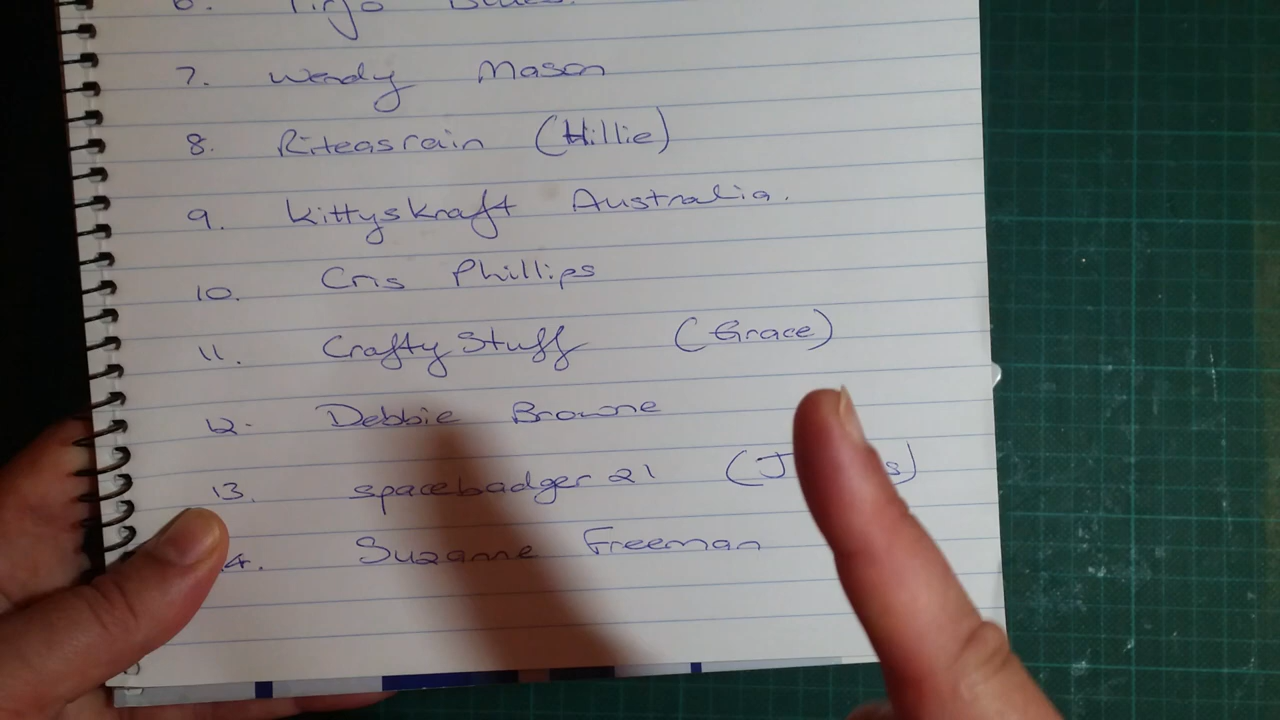 7. Wendy Mason
8. Riteasrain (Hillie)
9. Kittyskraft Australia.
10. Cris Phillips
11. Crafty Stuff (Grace)
12. Debbie Browne
13. spacebadger 21
14. Suzanne Freeman